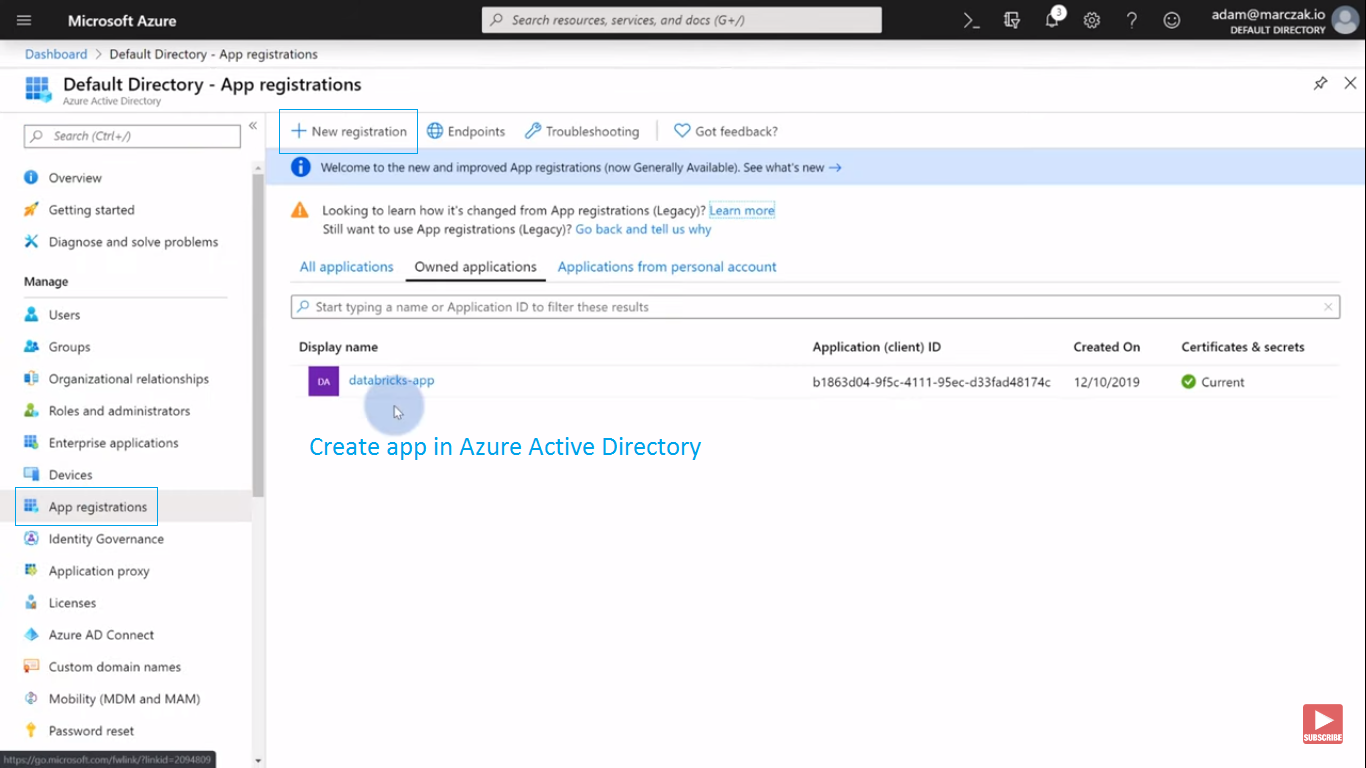 Microsoft Azure
Search resources, services, and docs (G+/)
3
adam@marczak.io
DEFAULT DIRECTORY
Dashboard > Default Directory - App registrations
Default Directory - App registrations
Azure Active Directory
Search (Ctrl+/)
«
Overview
Getting started
Diagnose and solve problems
Manage
Users
Groups
Organizational relationships
Roles and administrators
Enterprise applications
Devices
App registrations
Identity Governance
Application proxy
Licenses
Azure AD Connect
Custom domain names
Mobility (MDM and MAM)
Password reset
https://go.microsoft.com/fwlink/?linkid=2094809
New registration Endpoints Troubleshooting Got feedback?
Welcome to the new and improved App registrations (now Generally Available). See what's new →
Looking to learn how it's changed from App registrations (Legacy)? Learn more
Still want to use App registrations (Legacy)? Go back and tell us why
All applications Owned applications Applications from personal account
Start typing a name or Application ID to filter these results
Display name Application (client) ID Created On Certificates & secrets
DA databricks-app b1863d04-9f5c-4111-95ec-d33fad48174c 12/10/2019 Current
Create app in Azure Active Directory
SUBSCRIBE